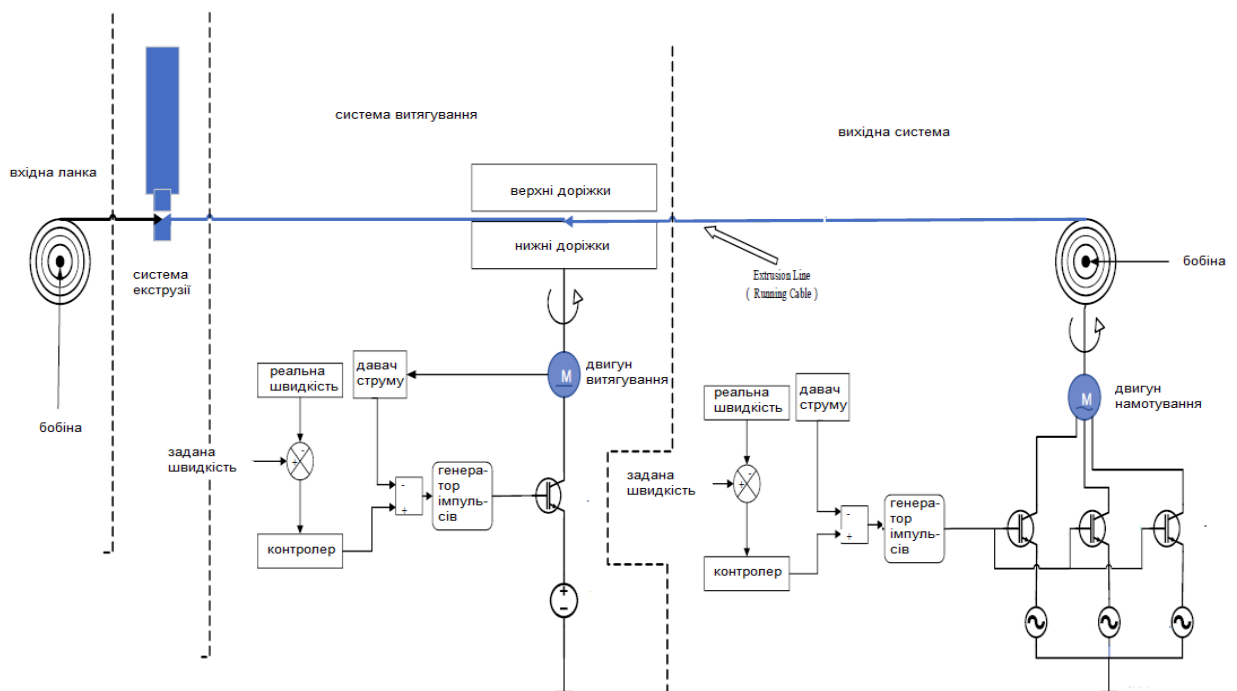 система витягування
вихідна система
вхідна ланка
верхні доріжки
нижні доріжки
система
екструзії
Extrusion Line
( Running Cable )
бобіна
бобіна
реальна
швидкість
давач
струму
M
двигун
витягування
задана
швидкість
-
+
-
+
генера-
тор
імпуль-
сів
контролер
+
-
реальна
швидкість
давач
струму
M
двигун
намотування
задана
швидкість
-
+
-
+
генера-
тор
імпуль-
сів
контролер